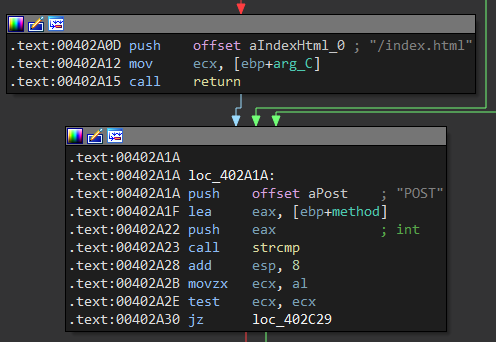 .text:00402A0D push offset aIndexHtml_0 ; "/index.html"
.text:00402A12 mov ecx, [ebp+arg_C]
.text:00402A15 call return
.text:00402A1A
.text:00402A1A loc_402A1A:
.text:00402A1A push offset aPost ; "POST"
.text:00402A1F lea eax, [ebp+method]
.text:00402A22 push eax ; int
.text:00402A23 call strcmp
.text:00402A28 add esp, 8
.text:00402A2B movzx ecx, al
.text:00402A2E test ecx, ecx
.text:00402A30 jz loc_402C29